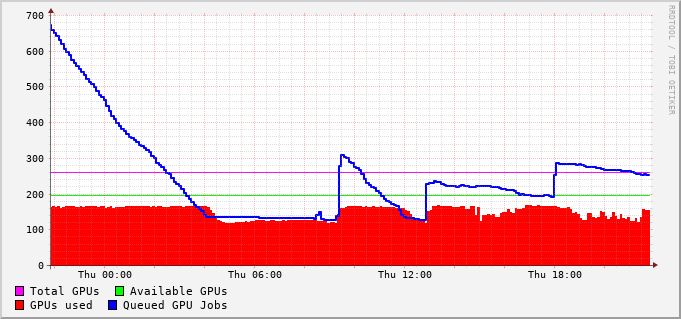 700
600
500
400
300
200
100
0
Thu 00:00 Thu 06:00 Thu 12:00 Thu 18:00
Total GPUs Available GPUs
GPUs used Queued GPU Jobs
RRDTOOL / TOBI OETIKER